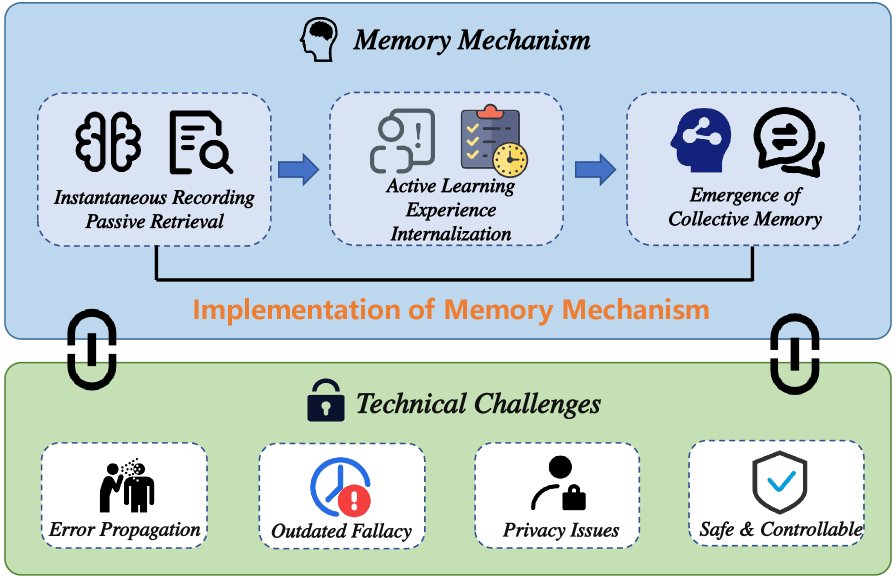 Memory Mechanism
Instantaneous Recording
Passive Retrieval
Active Learning
Experience
Internalization
Emergence of
Collective Memory
Implementation of Memory Mechanism
Technical Challenges
Error Propagation
Outdated Fallacy
Privacy Issues
Safe & Controllable